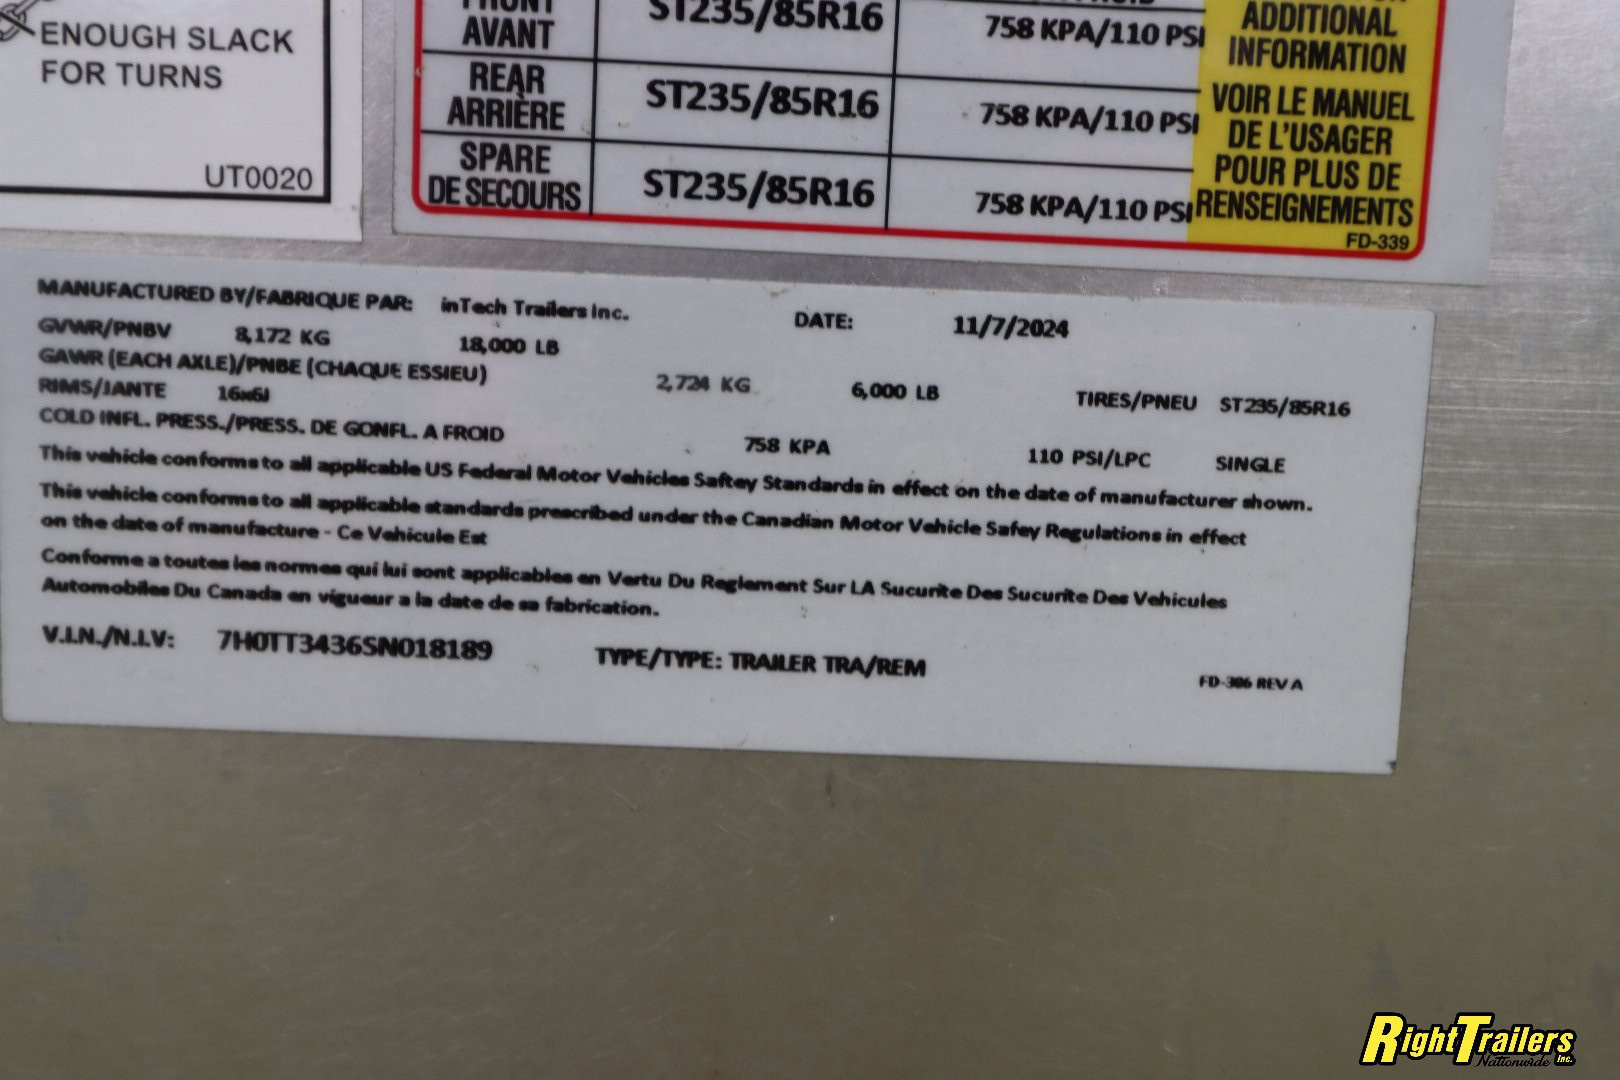 ENOUGH SLACK
FOR TURNS
UT0020
FRONT
AVANT
ST235/85R16
758 KPA/110 PSI
REAR
ARRIÈRE
ST235/85R16
758 KPA/110 PSI
SPARE
DE SECOURS
ST235/85R16
758 KPA/110 PSI
ADDITIONAL
INFORMATION
VOIR LE MANUEL
DE L'USAGER
POUR PLUS DE
RENSEIGNEMENTS
FD-339
MANUFACTURED BY/FABRIQUE PAR: inTech Trailers Inc. DATE: 11/7/2024
GVWR/PNBV 8,172 KG 18,000 LB
GAWR (EACH AXLE)/PNBE (CHAQUE ESSIEU) 2,724 KG 6,000 LB TIRES/PNEU ST235/85R16
RIMS/JANTE 16x6J
COLD INFL. PRESS./PRESS. DE GONFL. A FROID 758 KPA 110 PSI/LPC SINGLE
This vehicle conforms to all applicable US Federal Motor Vehicles Saftey Standards in effect on the date of manufacturer shown.
This vehicle conforms to all applicable standards prescribed under the Canadian Motor Vehicle Safey Regulations in effect
on the date of manufacture - Ce Vehicule Est
Conforme a toutes les normes qui lui sont applicables en Vertu Du Reglement Sur LA Sucurite Des Sucurite Des Vehicules
Automobiles Du Canada en vigueur a la date de sa fabrication.
V.I.N./N.I.V: 7H0TT3436SN018189 TYPE/TYPE: TRAILER TRA/REM
FD-306 REV A
RightTrailers
Nationwide Inc.